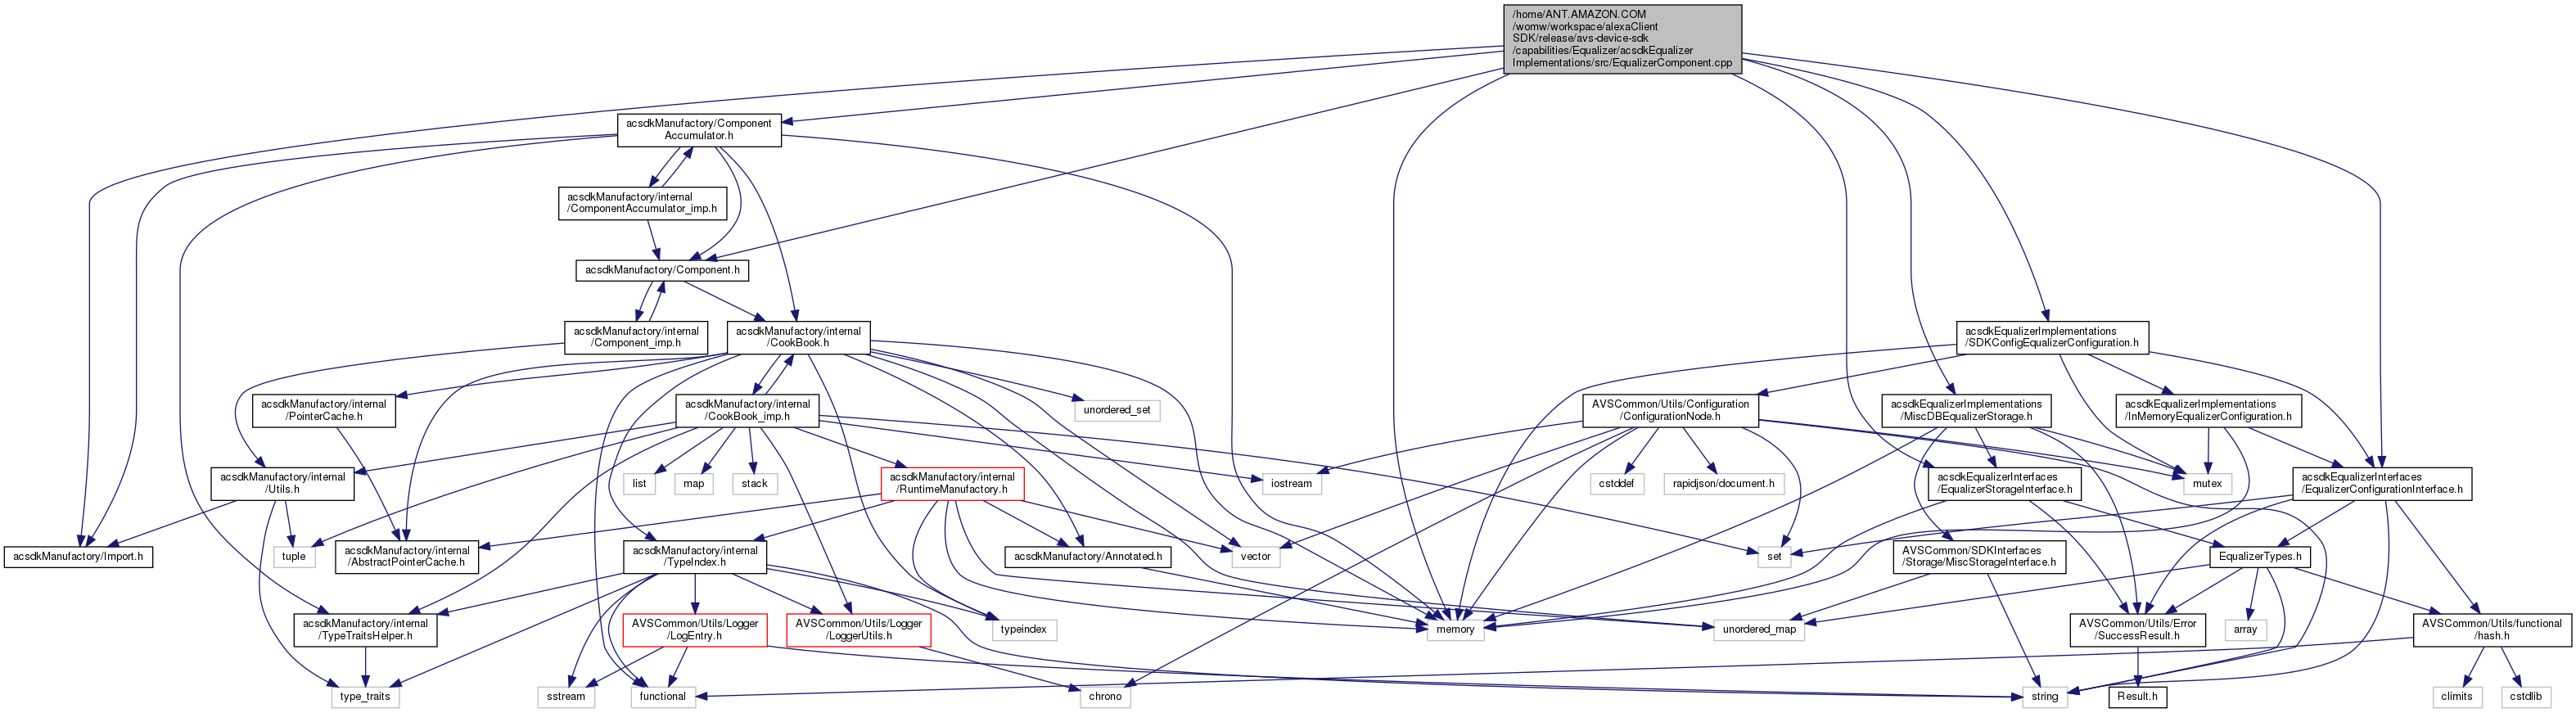 /home/ANT.AMAZON.COM
/womw/workspace/alexaClient
SDK/release/avs-device-sdk
/capabilities/Equalizer/acsdkEqualizer
Implementations/src/EqualizerComponent.cpp
acsdkManufactory/Component
Accumulator.h
acsdkManufactory/internal
/ComponentAccumulator_imp.h
acsdkManufactory/Component.h
acsdkManufactory/internal
/Component_imp.h
acsdkManufactory/internal
/CookBook.h
acsdkEqualizerImplementations
/SDKConfigEqualizerConfiguration.h
acsdkManufactory/internal
/PointerCache.h
acsdkManufactory/internal
/CookBook_imp.h
unordered_set
AVSCommon/Utils/Configuration
/ConfigurationNode.h
acsdkEqualizerImplementations
/MiscDBEqualizerStorage.h
acsdkEqualizerImplementations
/InMemoryEqualizerConfiguration.h
acsdkManufactory/internal
/Utils.h
list
map
stack
acsdkManufactory/internal
/RuntimeManufactory.h
iostream
cstddef
rapidjson/document.h
acsdkEqualizerInterfaces
/EqualizerStorageInterface.h
mutex
acsdkEqualizerInterfaces
/EqualizerConfigurationInterface.h
acsdkManufactory/Import.h
tuple
acsdkManufactory/internal
/AbstractPointerCache.h
acsdkManufactory/internal
/TypeIndex.h
acsdkManufactory/Annotated.h
vector
set
AVSCommon/SDKInterfaces
/Storage/MiscStorageInterface.h
EqualizerTypes.h
acsdkManufactory/internal
/TypeTraitsHelper.h
AVSCommon/Utils/Logger
/LogEntry.h
AVSCommon/Utils/Logger
/LoggerUtils.h
typeindex
memory
unordered_map
AVSCommon/Utils/Error
/SuccessResult.h
array
AVSCommon/Utils/functional
/hash.h
type_traits
sstream
functional
chrono
string
Result.h
climits
cstdlib